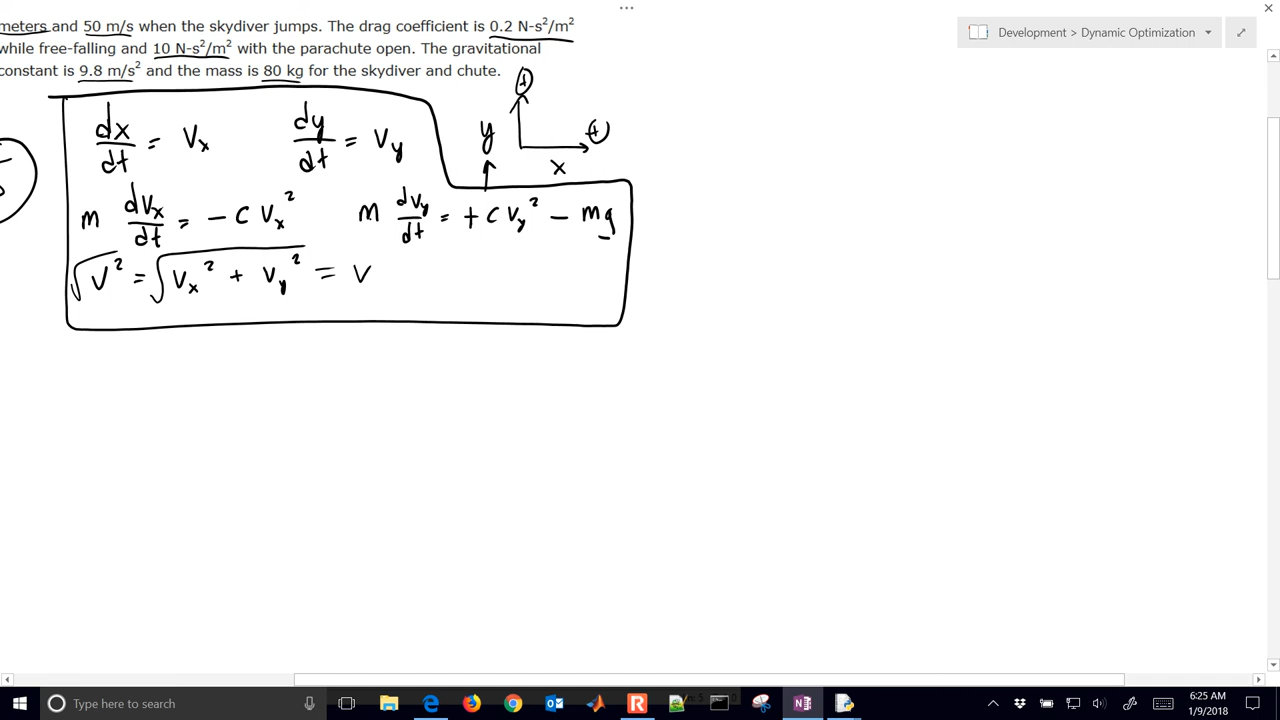 meters and 50 m/s when the skydiver jumps. The drag coefficient is 0.2 N-s²/m²
while free-falling and 10 N-s²/m² with the parachute open. The gravitational
constant is 9.8 m/s² and the mass is 80 kg for the skydiver and chute.
Development > Dynamic Optimization
dx/dt = Vx dy/dt = Vy
y x + +
m dVx/dt = - C Vx² m dVy/dt = + C Vy² - mg
√V² = √Vx² + Vy² = V
Type here to search
6:25 AM
1/9/2018